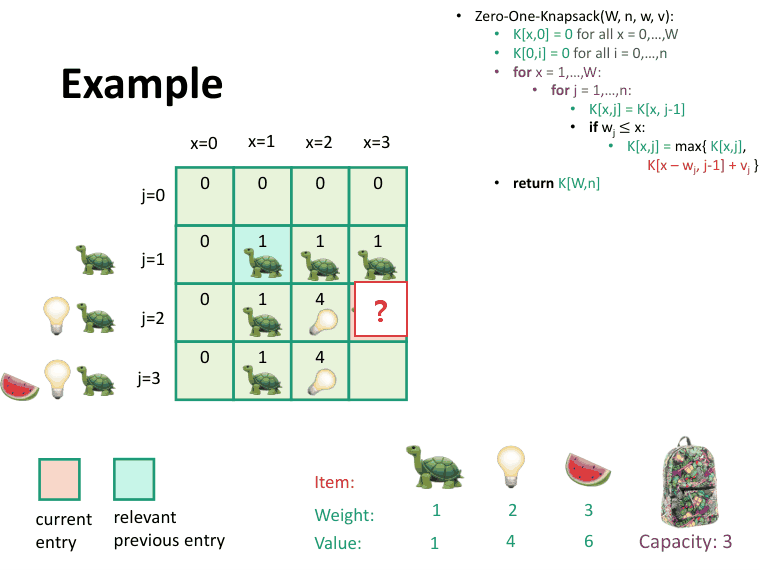 • Zero-One-Knapsack(W, n, w, v):
• K[x,0] = 0 for all x = 0,…,W
• K[0,i] = 0 for all i = 0,…,n
• for x = 1,…,W:
• for j = 1,…,n:
• K[x,j] = K[x, j-1]
• if wj ≤ x:
• K[x,j] = max{ K[x,j],
K[x – wj, j-1] + vj }
• return K[W,n]
Example
x=0 x=1 x=2 x=3
j=0 0 0 0 0
j=1 0 1 1 1
j=2 0 1 4 ?
j=3 0 1 4
current entry
relevant previous entry
Item:
Weight: 1 2 3
Value: 1 4 6
Capacity: 3